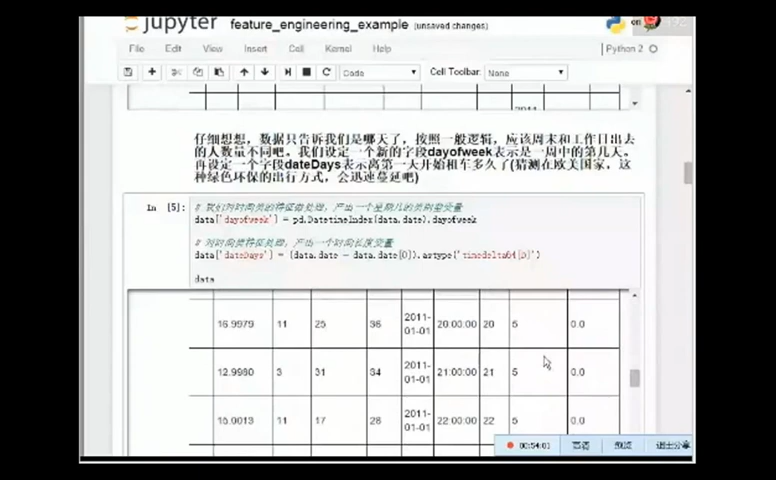 jupyter feature_engineering_example (unsaved changes)
File Edit View Insert Cell Kernel Help Python 2
Code Cell Toolbar: None
2011
仔细想想，数据只告诉我们是哪天了，按照一般逻辑，应该周末和工作日出去
的人数量不同吧。我们设定一个新的字段dayofweek表示是一周中的第几天。
再设定一个字段dateDays表示离第一天开始租车多久了(猜测在欧美国家，这
种绿色环保的出行方式，会迅速蔓延吧)
In [5]:
# 我们对时间类的特征做处理，产出一个星期几的类别型变量
data['dayofweek'] = pd.DatetimeIndex(data.date).dayofweek
# 对时间类特征处理，产出一个时间长度变量
data['dateDays'] = (data.date - data.date[0]).astype('timedelta64[D]')
data
16.9979 11 25 36 2011-01-01 20:00:00 20 5 0.0
12.9980 3 31 34 2011-01-01 21:00:00 21 5 0.0
15.0013 11 17 28 2011-01-01 22:00:00 22 5 0.0
00:54:01 退出分享